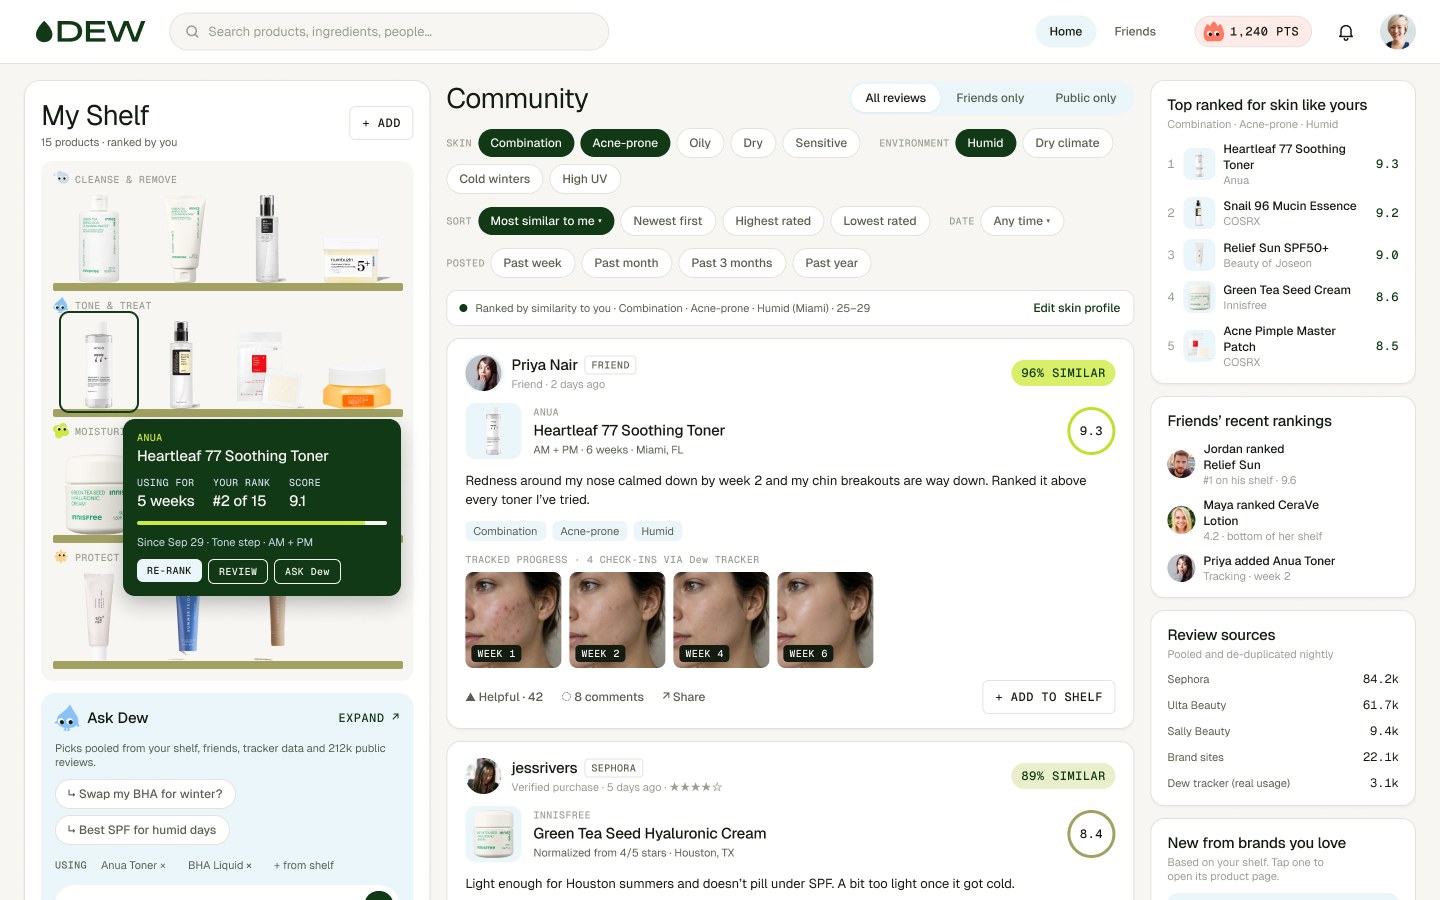 DEW
Search products, ingredients, people...
Home
Friends
1,240 PTS
My Shelf
15 products · ranked by you
+ ADD
CLEANSE & REMOVE
innisfree
innisfree
numbuzin
5+
TONE & TREAT
77+
MOISTURI
GREEN TEA SEED
HYALURONIC
CREAM
innisfree
PROTECT
ANUA
Heartleaf 77 Soothing Toner
USING FOR YOUR RANK SCORE
5 weeks #2 of 15 9.1
Since Sep 29 · Tone step · AM + PM
RE-RANK
REVIEW
ASK Dew
Ask Dew
EXPAND ↗
Picks pooled from your shelf, friends, tracker data and 212k public
reviews.
↳ Swap my BHA for winter?
↳ Best SPF for humid days
USING Anua Toner × BHA Liquid × + from shelf
Community
All reviews
Friends only
Public only
SKIN Combination Acne-prone Oily Dry Sensitive ENVIRONMENT Humid Dry climate
Cold winters High UV
SORT Most similar to me ▾ Newest first Highest rated Lowest rated DATE Any time ▾
POSTED Past week Past month Past 3 months Past year
Ranked by similarity to you · Combination · Acne-prone · Humid (Miami) · 25–29
Edit skin profile
Priya Nair FRIEND
Friend · 2 days ago
96% SIMILAR
ANUA
Heartleaf 77 Soothing Toner
AM + PM · 6 weeks · Miami, FL
9.3
Redness around my nose calmed down by week 2 and my chin breakouts are way down. Ranked it above
every toner I’ve tried.
Combination Acne-prone Humid
TRACKED PROGRESS · 4 CHECK-INS VIA Dew TRACKER
WEEK 1
WEEK 2
WEEK 4
WEEK 6
▲ Helpful · 42
8 comments
↗ Share
+ ADD TO SHELF
jessrivers SEPHORA
Verified purchase · 5 days ago · ★★★★☆
89% SIMILAR
INNISFREE
Green Tea Seed Hyaluronic Cream
Normalized from 4/5 stars · Houston, TX
8.4
Light enough for Houston summers and doesn’t pill under SPF. A bit too light once it got cold.
Top ranked for skin like yours
Combination · Acne-prone · Humid
1 Heartleaf 77 Soothing
Toner
Anua
9.3
2 Snail 96 Mucin Essence
COSRX
9.2
3 Relief Sun SPF50+
Beauty of Joseon
9.0
4 Green Tea Seed Cream
Innisfree
8.6
5 Acne Pimple Master
Patch
COSRX
8.5
Friends’ recent rankings
Jordan ranked
Relief Sun
#1 on his shelf · 9.6
Maya ranked CeraVe
Lotion
4.2 · bottom of her shelf
Priya added Anua Toner
Tracking · week 2
Review sources
Pooled and de-duplicated nightly
Sephora 84.2k
Ulta Beauty 61.7k
Sally Beauty 9.4k
Brand sites 22.1k
Dew tracker (real usage) 3.1k
New from brands you love
Based on your shelf. Tap one to
open its product page.